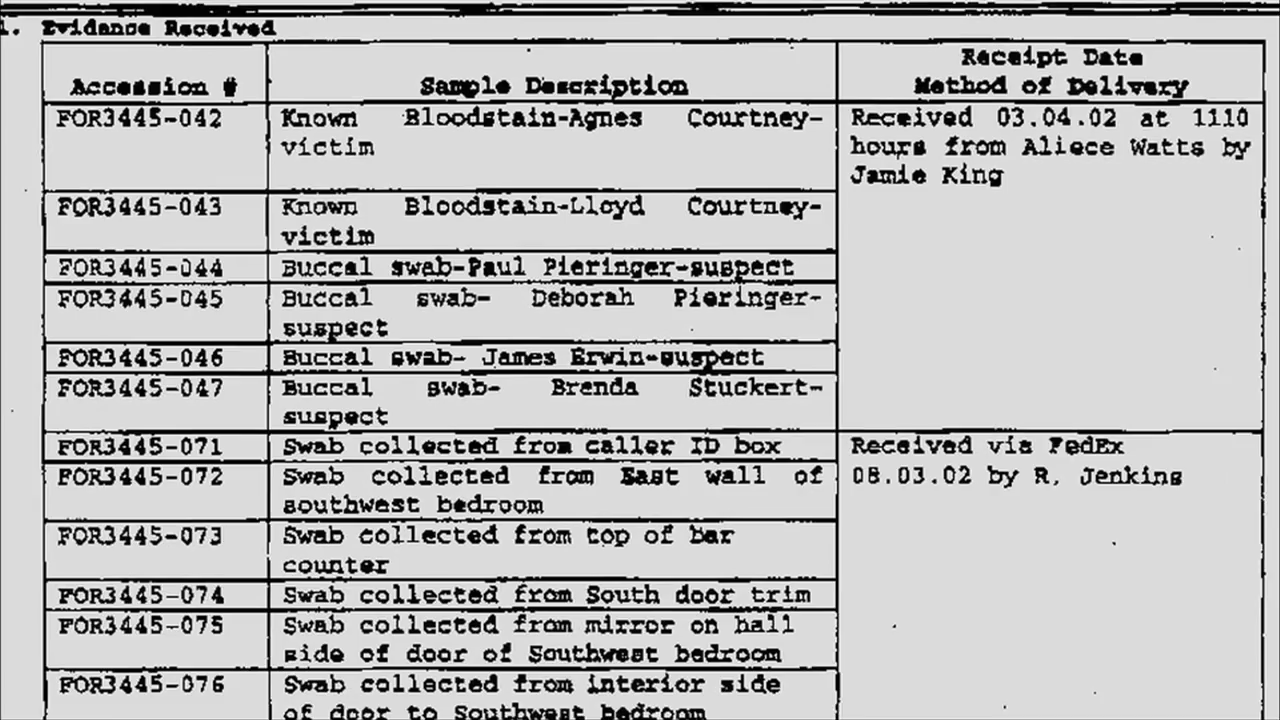 1. Evidence Received
Accession #
Sample Description
Receipt Date
Method of Delivery
FOR3445-042
Known Bloodstain-Agnes Courtney-
victim
Received 03.04.02 at 1110
hours from Aliece Watts by
Jamie King
FOR3445-043
Known Bloodstain-Lloyd Courtney-
victim
FOR3445-044
Buccal swab-Paul Pieringer-suspect
FOR3445-045
Buccal swab- Deborah Pieringer-
suspect
FOR3445-046
Buccal swab- James Erwin-suspect
FOR3445-047
Buccal swab- Brenda Stuckert-
suspect
FOR3445-071
Swab collected from caller ID box
Received via FedEx
08.03.02 by R. Jenkins
FOR3445-072
Swab collected from East wall of
southwest bedroom
FOR3445-073
Swab collected from top of bar
counter
FOR3445-074
Swab collected from South door trim
FOR3445-075
Swab collected from mirror on hall
side of door of Southwest bedroom
FOR3445-076
Swab collected from interior side
of door to Southwest bedroom